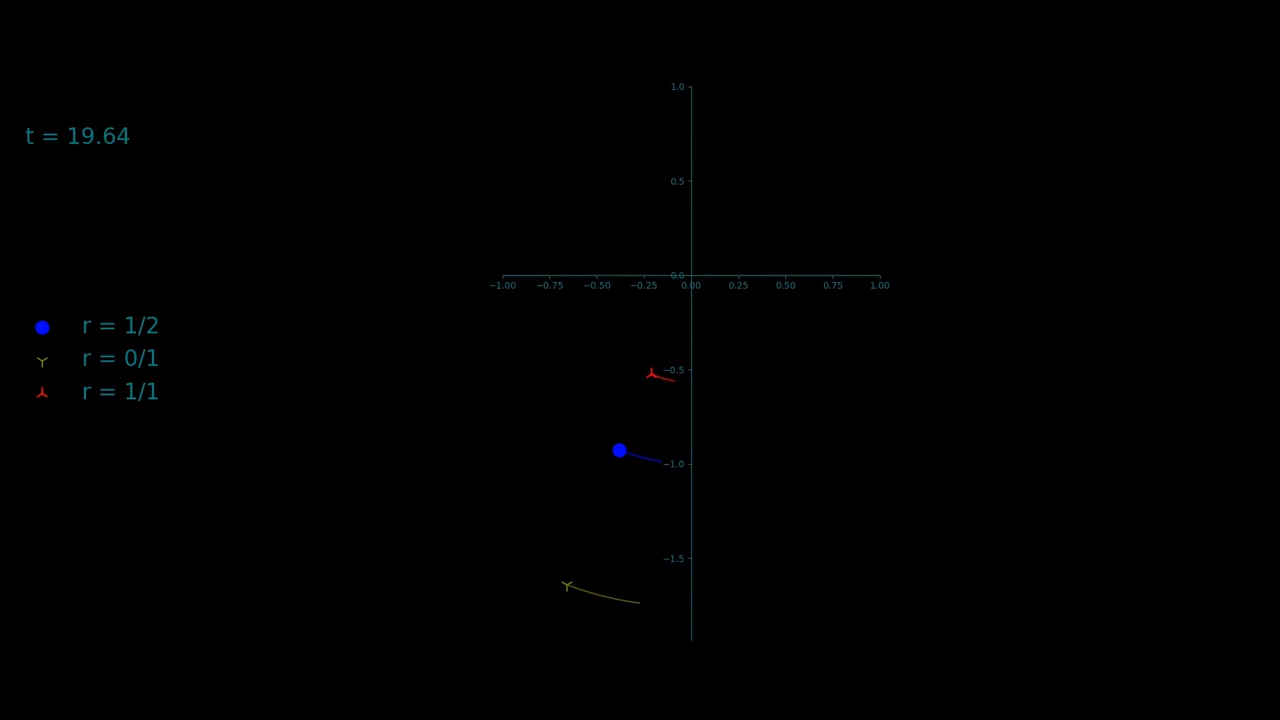 1.0
t = 19.64
0.5
0.0
−1.00 −0.75 −0.50 −0.25 0.00 0.25 0.50 0.75 1.00
r = 1/2
r = 0/1
−0.5
r = 1/1
−1.0
−1.5